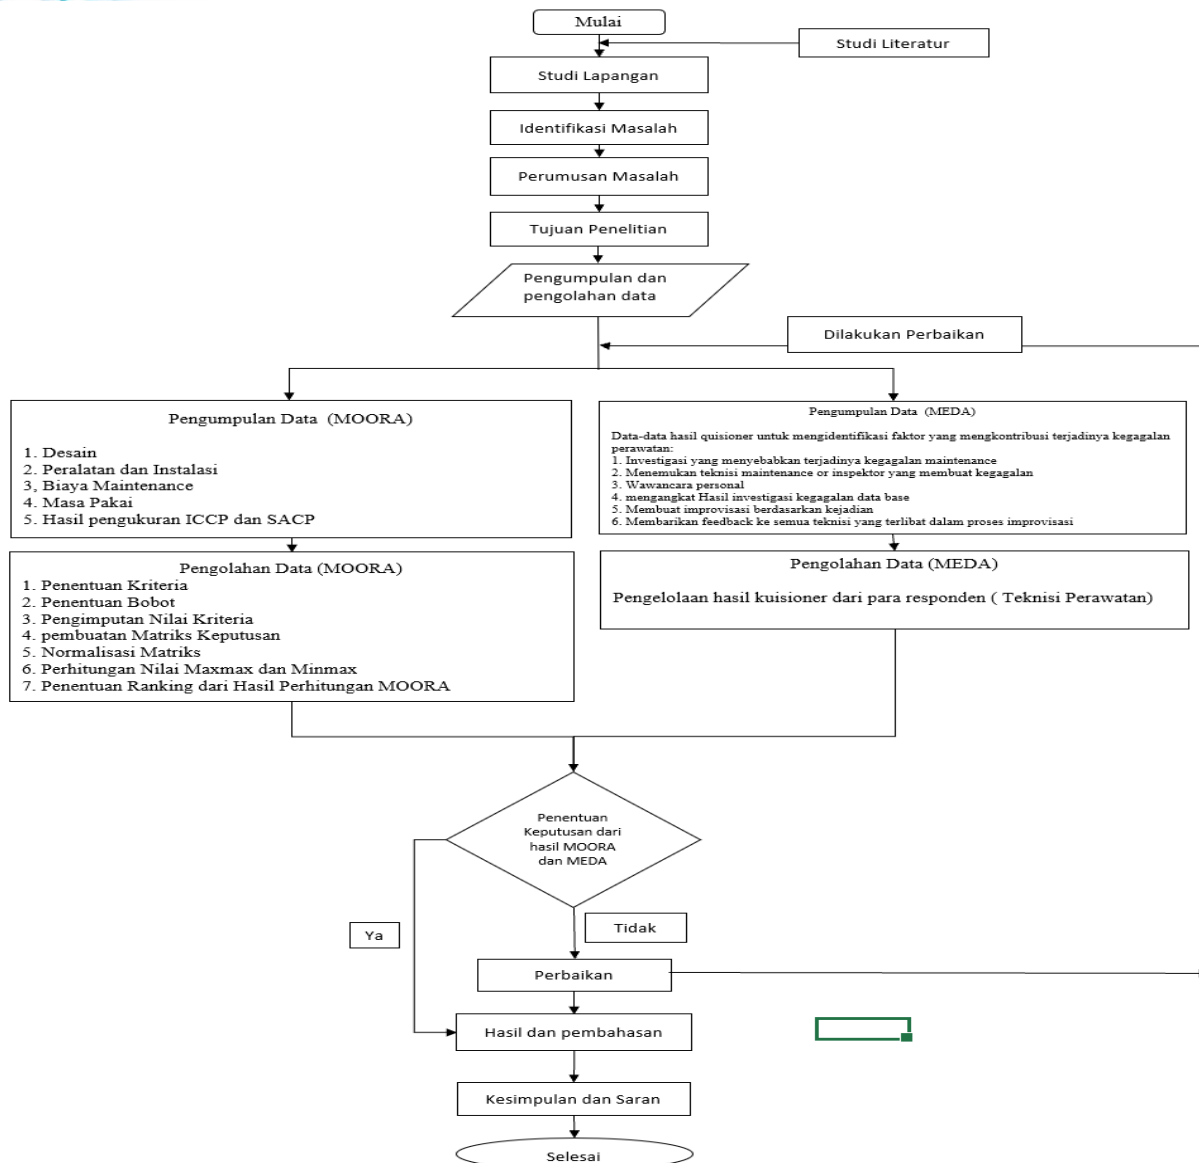 Mulai
Studi Literatur
Studi Lapangan
Identifikasi Masalah
Perumusan Masalah
Tujuan Penelitian
Pengumpulan dan
pengolahan data
Dilakukan Perbaikan
Pengumpulan Data  (MOORA)
1. Desain
2. Peralatan dan Instalasi
3, Biaya Maintenance
4. Masa Pakai
5. Hasil pengukuran ICCP dan SACP
Pengumpulan Data  (MEDA)
Data-data hasil quisioner untuk mengidentifikasi faktor yang mengkontribusi terjadinya kegagalan
perawatan:
1. Investigasi yang menyebabkan terjadinya kegagalan maintenance
2. Menemukan teknisi maintenance or inspektor yang membuat kegagalan
3. Wawancara personal
4. mengangkat Hasil investigasi kegagalan data base
5. Membuat improvisasi berdasarkan kejadian
6. Membarikan feedback ke semua teknisi yang terlibat dalam proses improvisasi
Pengolahan Data (MOORA)
1. Penentuan Kriteria
2. Penentuan Bobot
3. Pengimputan Nilai Kriteria
4. pembuatan Matriks Keputusan
5. Normalisasi Matriks
6. Perhitungan Nilai Maxmax dan Minmax
7. Penentuan Ranking dari Hasil Perhitungan MOORA
Pengolahan Data (MEDA)
Pengelolaan hasil kuisioner dari para responden ( Teknisi Perawatan)
Penentuan
Keputusan dari
hasil MOORA
dan MEDA
Ya
Tidak
Perbaikan
Hasil dan pembahasan
Kesimpulan dan Saran
Selesai